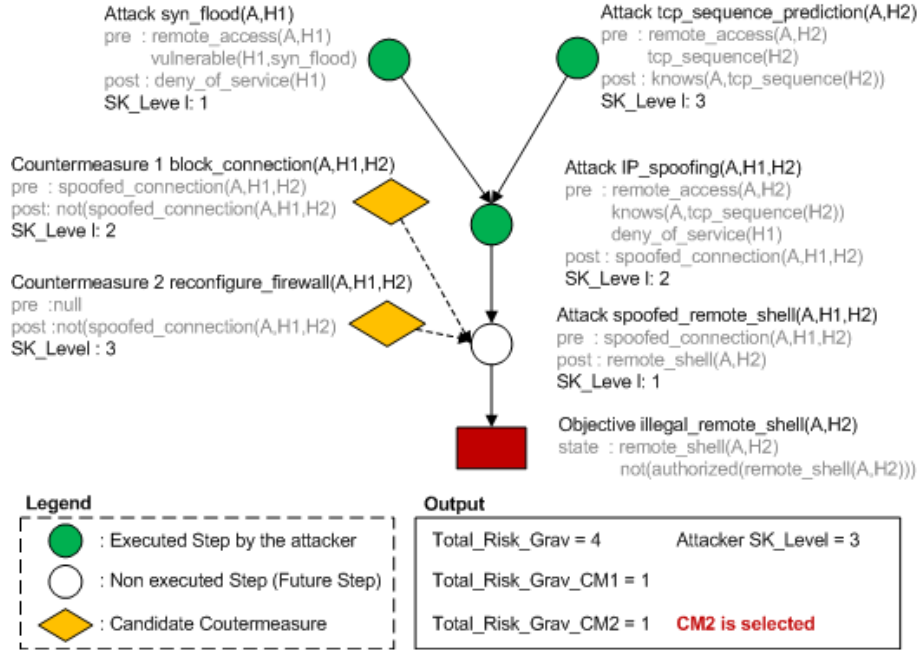 Attack syn_flood(A,H1)
pre : remote_access(A,H1)
vulnerable(H1,syn_flood)
post : deny_of_service(H1)
SK_Leve l: 1
Attack tcp_sequence_prediction(A,H2)
pre : remote_access(A,H2)
tcp_sequence(H2)
post : knows(A,tcp_sequence(H2))
SK_Leve l: 3
Countermeasure 1 block_connection(A,H1,H2)
pre : spoofed_connection(A,H1,H2)
post: not(spoofed_connection(A,H1,H2)
SK_Leve l: 2
Countermeasure 2 reconfigure_firewall(A,H1,H2)
pre :null
post :not(spoofed_connection(A,H1,H2)
SK_Level : 3
Attack IP_spoofing(A,H1,H2)
pre : remote_access(A,H2)
knows(A,tcp_sequence(H2))
deny_of_service(H1)
post : spoofed_connection(A,H1,H2)
SK_Leve l: 2
Attack spoofed_remote_shell(A,H1,H2)
pre : spoofed_connection(A,H1,H2)
post : remote_shell(A,H2)
SK_Leve l: 1
Objective illegal_remote_shell(A,H2)
state : remote_shell(A,H2)
not(authorized(remote_shell(A,H2)))
Legend
: Executed Step by the attacker
: Non executed Step (Future Step)
: Candidate Coutermeasure
Output
Total_Risk_Grav = 4 Attacker SK_Level = 3
Total_Risk_Grav_CM1 = 1
Total_Risk_Grav_CM2 = 1 CM2 is selected